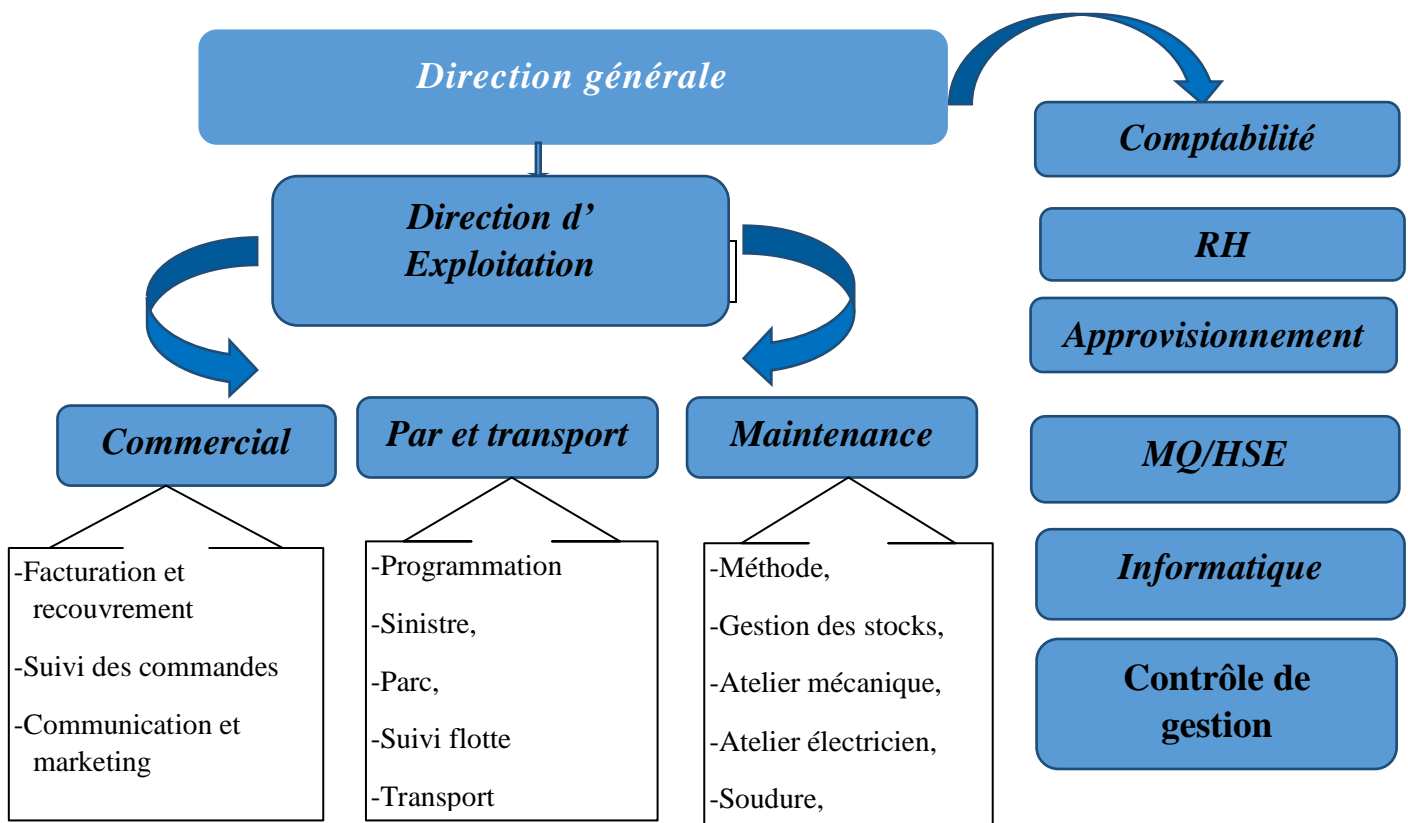 Direction générale
Direction d’
Exploitation
Comptabilité
RH
Approvisionnement
MQ/HSE
Informatique
Contrôle de
gestion
Commercial
Par et transport
Maintenance
-Facturation et
recouvrement
-Suivi des commandes
-Communication et
marketing
-Programmation
-Sinistre,
-Parc,
-Suivi flotte
-Transport
-Méthode,
-Gestion des stocks,
-Atelier mécanique,
-Atelier électricien,
-Soudure,